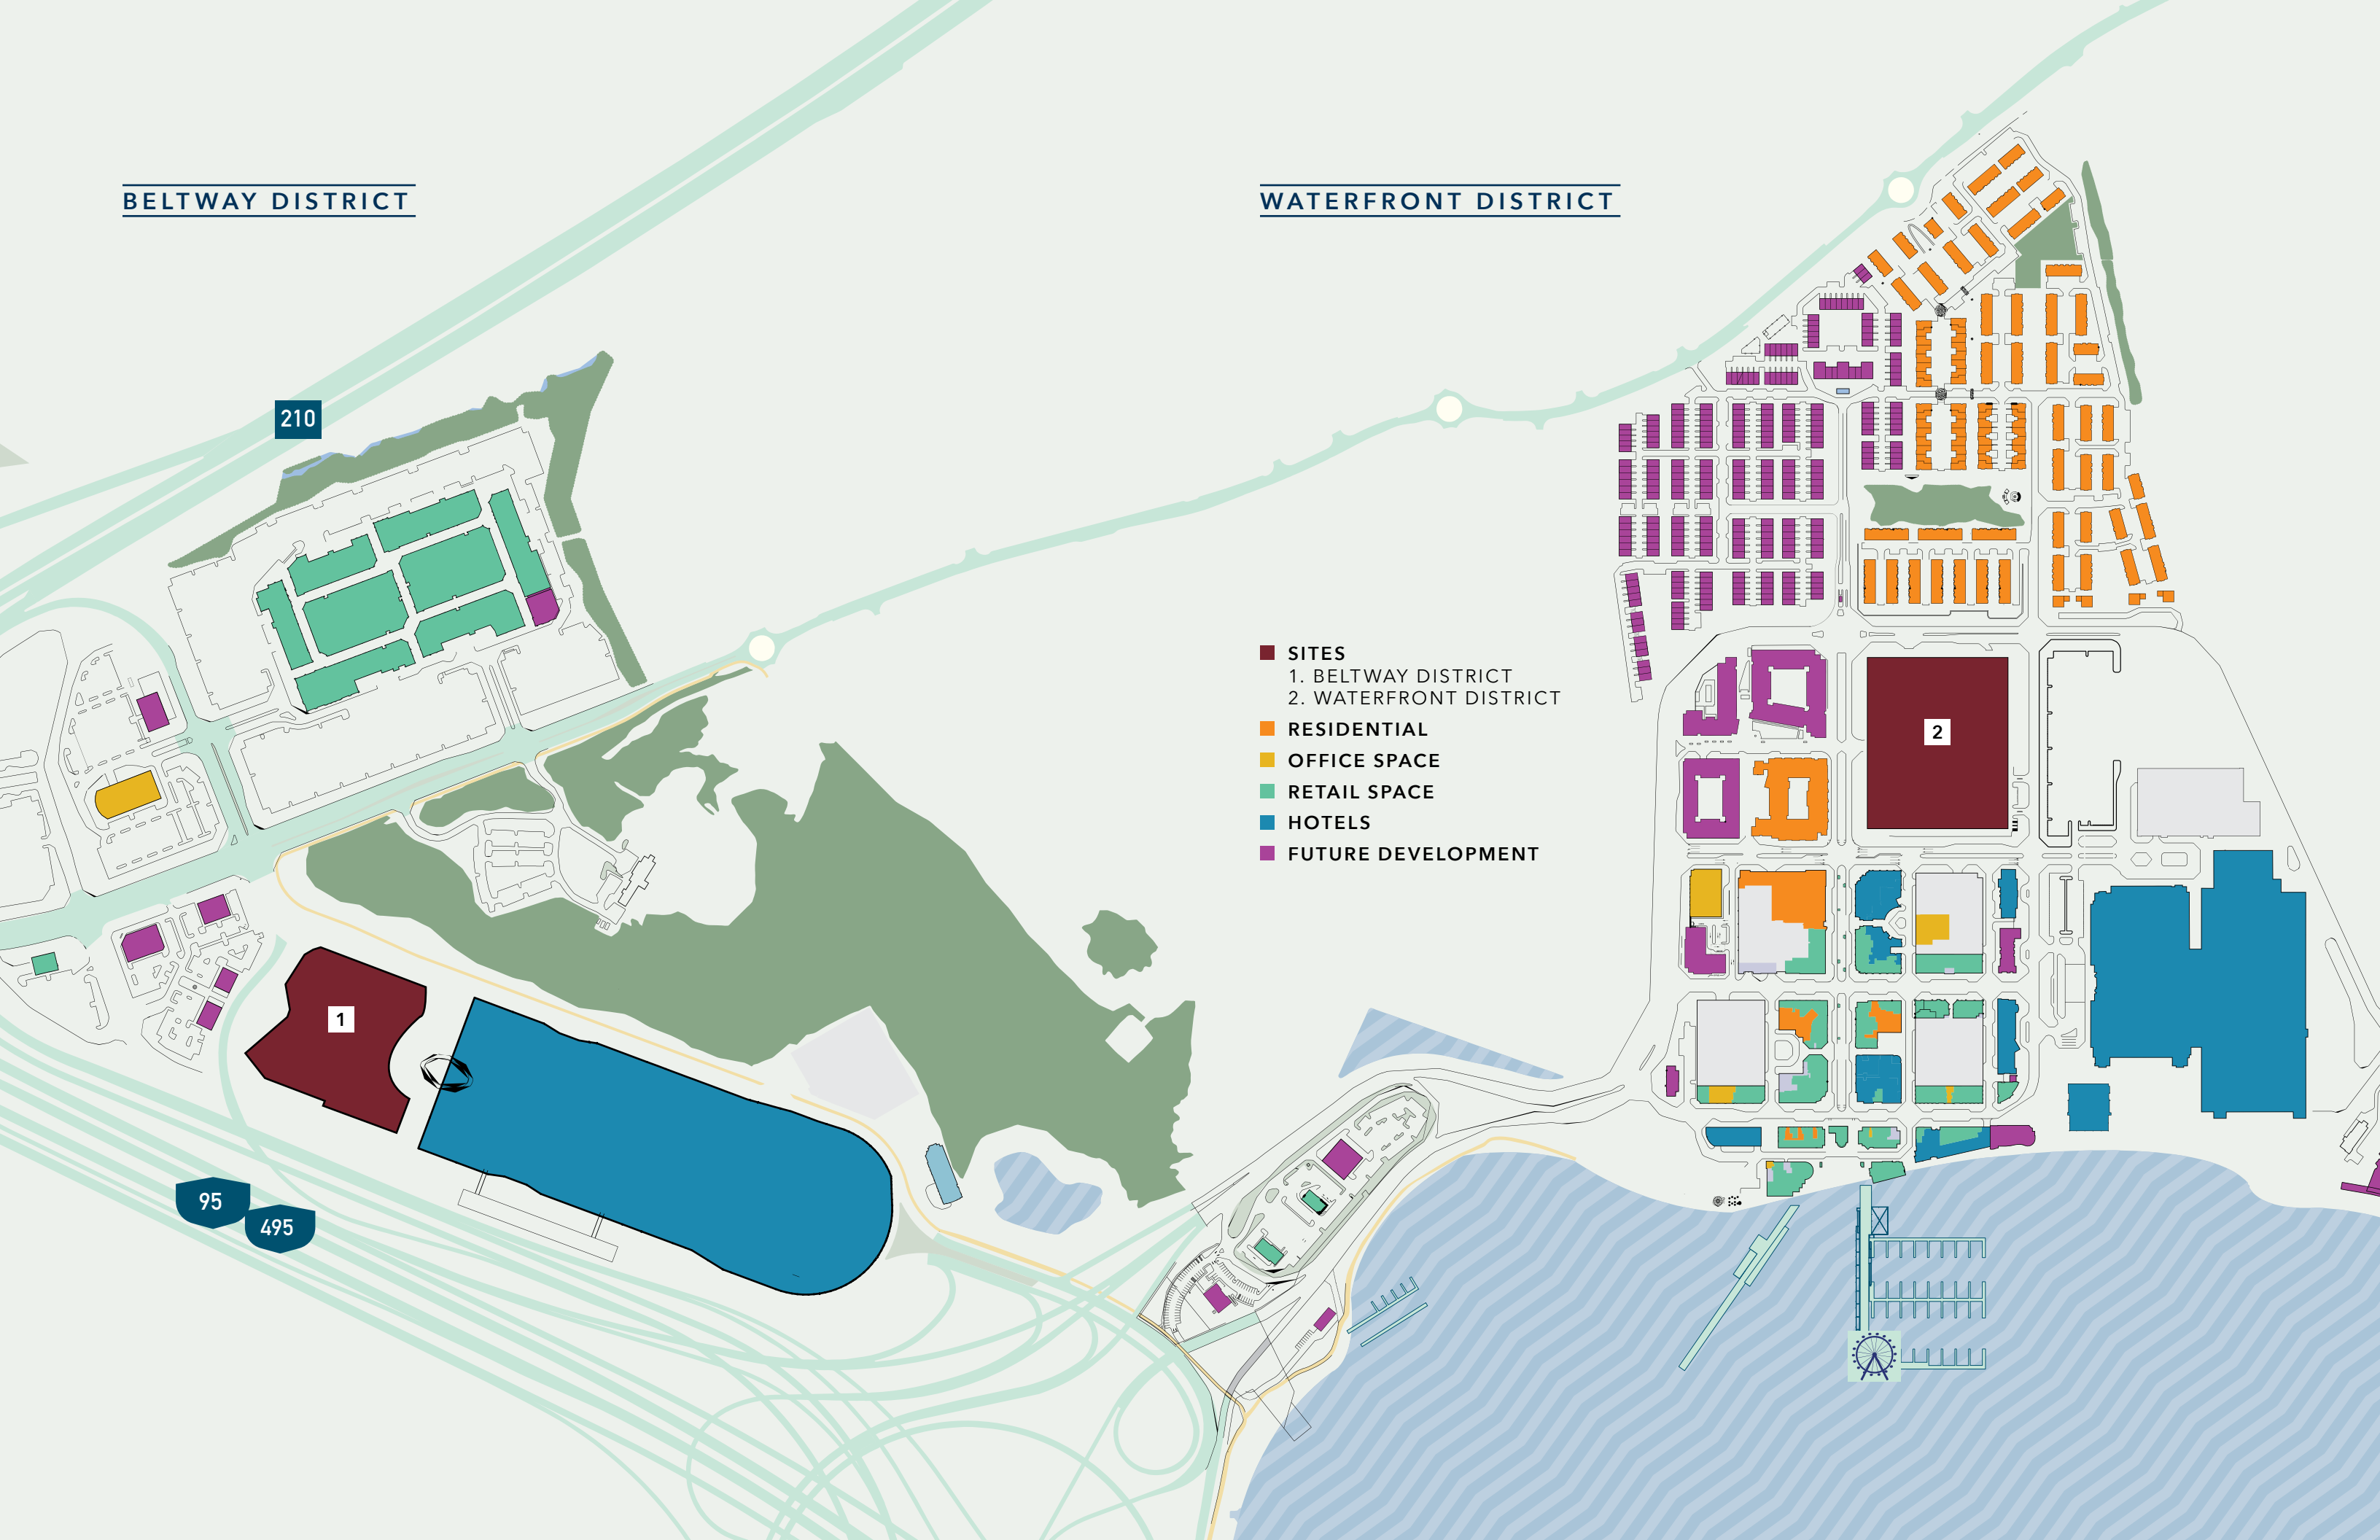 BELTWAY DISTRICT
WATERFRONT DISTRICT
210
SITES
1. BELTWAY DISTRICT
2. WATERFRONT DISTRICT
RESIDENTIAL
OFFICE SPACE
RETAIL SPACE
HOTELS
FUTURE DEVELOPMENT
2
1
95
495